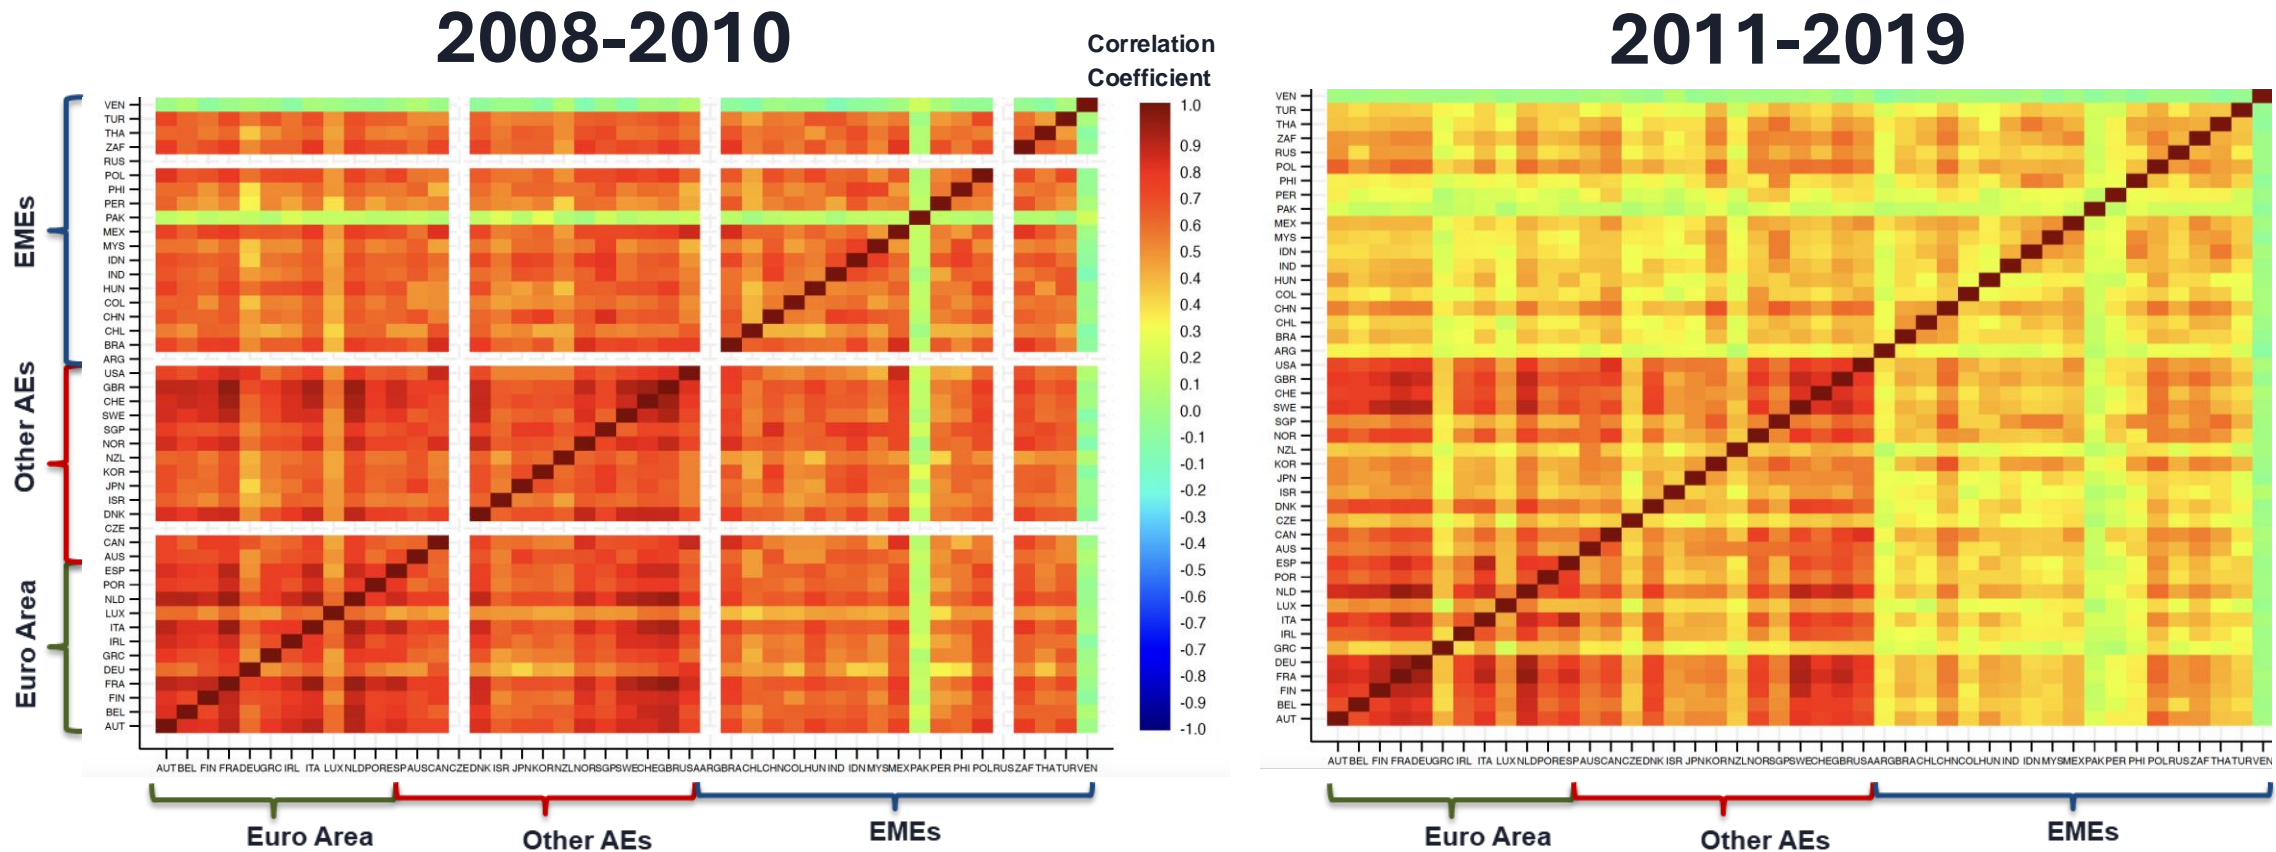 2008-2010
Correlation
Coefficient
EMEs
Other AEs
Euro Area
VEN
TUR
THA
ZAF
RUS
POL
PHI
PER
PAK
MEX
MYS
IDN
IND
HUN
COL
CHN
CHL
BRA
ARG
USA
GBR
CHE
SWE
SGP
NOR
NZL
KOR
JPN
ISR
DNK
CZE
CAN
AUS
ESP
POR
NLD
LUX
ITA
IRL
GRC
DEU
FRA
FIN
BEL
AUT
AUT BEL FIN FRADEUGRC IRL ITA LUXNLDPORESPAUSCANCZEDNK ISR JPNKORNZLNORSGPSWECHEGBRUSAARGBRACHLCHNCOLHUN IND IDNMYSMEXPAKPER PHI POLRUSZAFTHATURVEN
1.0
0.9
0.8
0.7
0.6
0.5
0.4
0.3
0.2
0.1
0.0
-0.1
-0.1
-0.2
-0.3
-0.4
-0.5
-0.6
-0.7
-0.7
-0.8
-0.9
-1.0
Euro Area
Other AEs
EMEs
2011-2019
VEN
TUR
THA
ZAF
RUS
POL
PHI
PER
PAK
MEX
MYS
IDN
IND
HUN
COL
CHN
CHL
BRA
ARG
USA
GBR
CHE
SWE
SGP
NOR
NZL
KOR
JPN
ISR
DNK
CZE
CAN
AUS
ESP
POR
NLD
LUX
ITA
IRL
GRC
DEU
FRA
FIN
BEL
AUT
AUT BEL FIN FRADEUGRC IRL ITA LUXNLDPORESPAUSCANCZEDNK ISR JPNKORNZLNORSGPSWECHEGBRUSAARGBRACHLCHNCOLHUN IND IDNMYSMEXPAKPER PHI POLRUSZAFTHATURVEN
Euro Area
Other AEs
EMEs